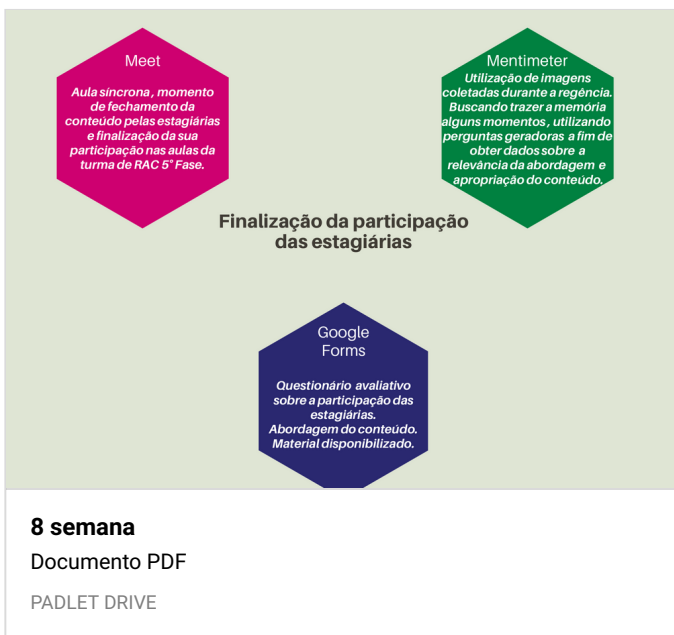 Meet
Aula síncrona , momento
de fechamento da
conteúdo pelas estagiárias
e finalização da sua
participação nas aulas da
turma de RAC 5° Fase.
Mentimeter
Utilização de imagens
coletadas durante a regência.
Buscando trazer a memória
alguns momentos , utilizando
perguntas geradoras a fim de
obter dados sobre a
relevância da abordagem e
apropriação do conteúdo.
Finalização da participação
das estagiárias
Google
Forms
Questionário avaliativo
sobre a participação das
estagiárias.
Abordagem do conteúdo.
Material disponibilizado.
8 semana
Documento PDF
PADLET DRIVE